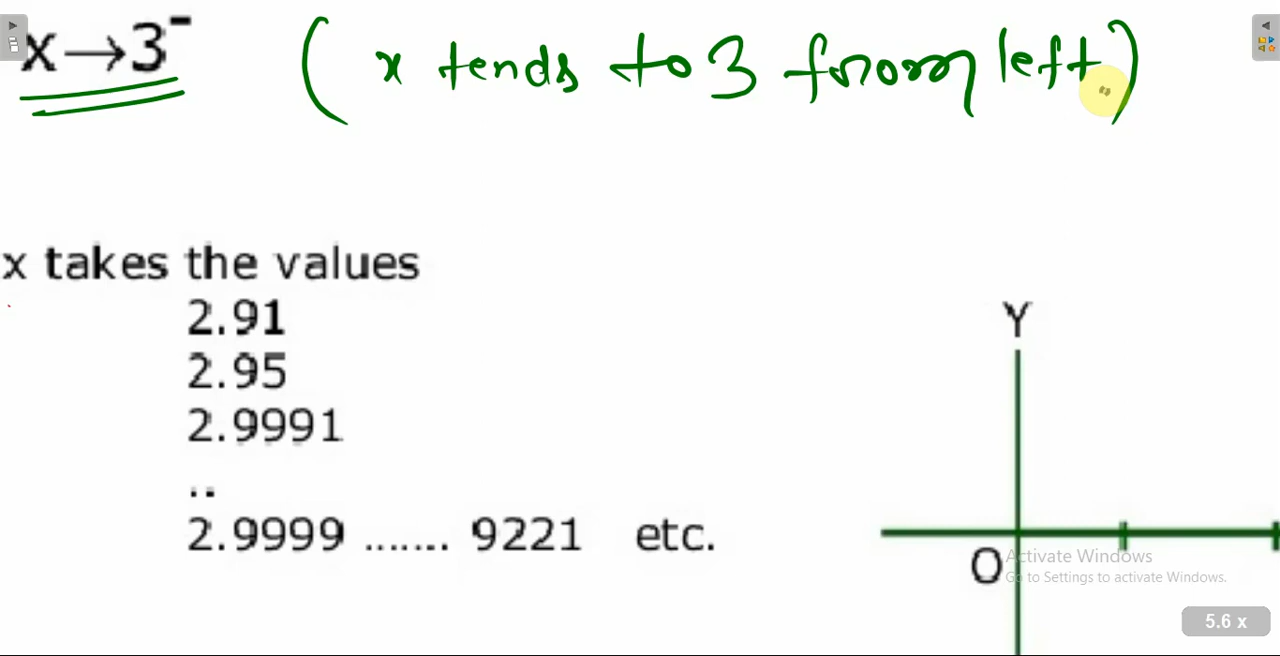 x→3⁻ (x tends to 3 from left)
x takes the values
2.91
2.95
2.9991
..
2.9999 ....... 9221 etc.
Y
O
Activate Windows
Go to Settings to activate Windows.
5.6 x